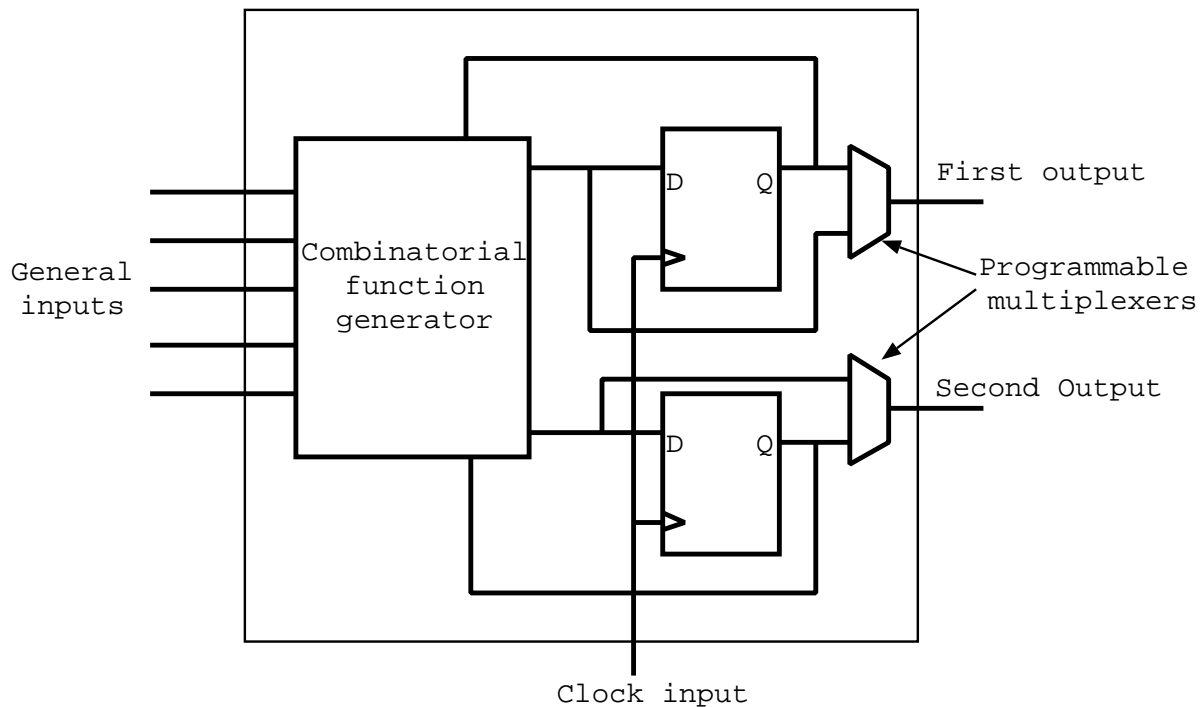 First output
D Q
Combinatorial
function
generator
General
inputs
Programmable
multiplexers
Second Output
D Q
Clock input